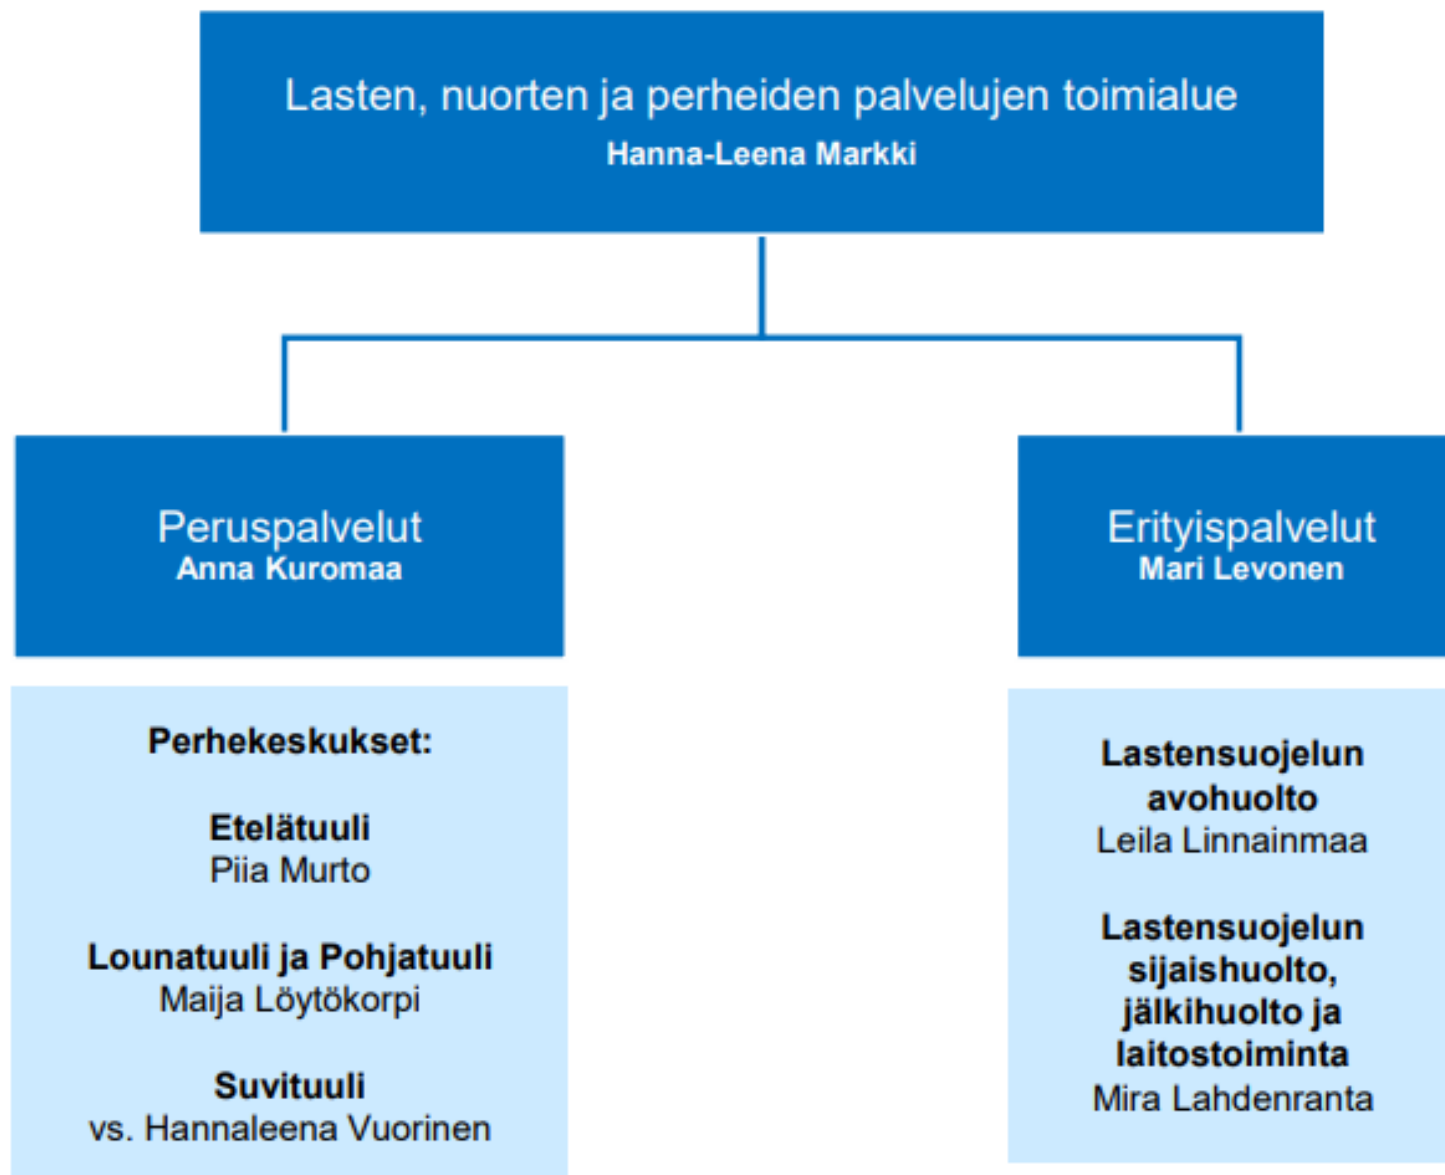 Lasten, nuorten ja perheiden palvelujen toimialue
Hanna-Leena Markki
Peruspalvelut
Anna Kuromaa
Perhekeskukset:
Etelätuuli
Piia Murto
Lounatuuli ja Pohjatuuli
Maija Löytökorpi
Suvituuli
vs. Hannaleena Vuorinen
Erityispalvelut
Mari Levonen
Lastensuojelun
avohuolto
Leila Linnainmaa
Lastensuojelun
sijaishuolto,
jälkihuolto ja
laitostoiminta
Mira Lahdenranta